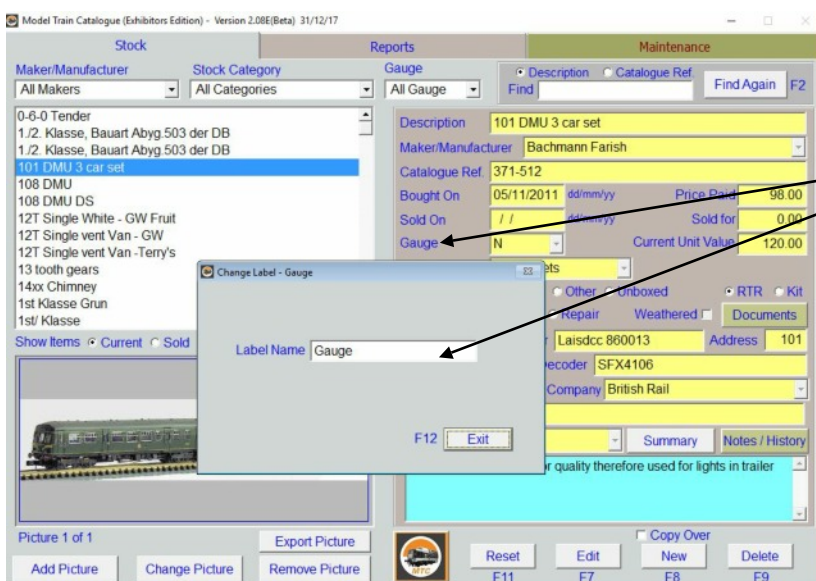 Model Train Catalogue (Exhibitors Edition) - Version 2.08E(Beta) 31/12/17
Stock Reports Maintenance
Maker/Manufacturer Stock Category Gauge
All Makers All Categories All Gauge
Description Catalogue Ref.
Find Find Again F2
0-6-0 Tender
1./2. Klasse, Bauart Abyg.503 der DB
1./2. Klasse, Bauart Abyg.503 der DB
101 DMU 3 car set
108 DMU
108 DMU DS
12T Single White - GW Fruit
12T Single vent Van - GW
12T Single vent Van -Terry's
13 tooth gears
14xx Chimney
1st Klasse Grun
1st/ Klasse
Show Items Current Sold
Description 101 DMU 3 car set
Maker/Manufacturer Bachmann Farish
Catalogue Ref. 371-512
Bought On 05/11/2011 dd/mm/yy Price Paid 98.00
Sold On / / dd/mm/yy Sold for 0.00
Gauge N Current Unit Value 120.00
ets
Other Unboxed RTR Kit
Repair Weathered Documents
Laisdcc 860013 Address 101
ecoder SFX4106
Company British Rail
Summary Notes / History
r quality therefore used for lights in trailer
Change Label - Gauge
Label Name Gauge
F12 Exit
Picture 1 of 1 Export Picture
Add Picture Change Picture Remove Picture
MTC
Copy Over
Reset Edit New Delete
F11 F7 F8 F9